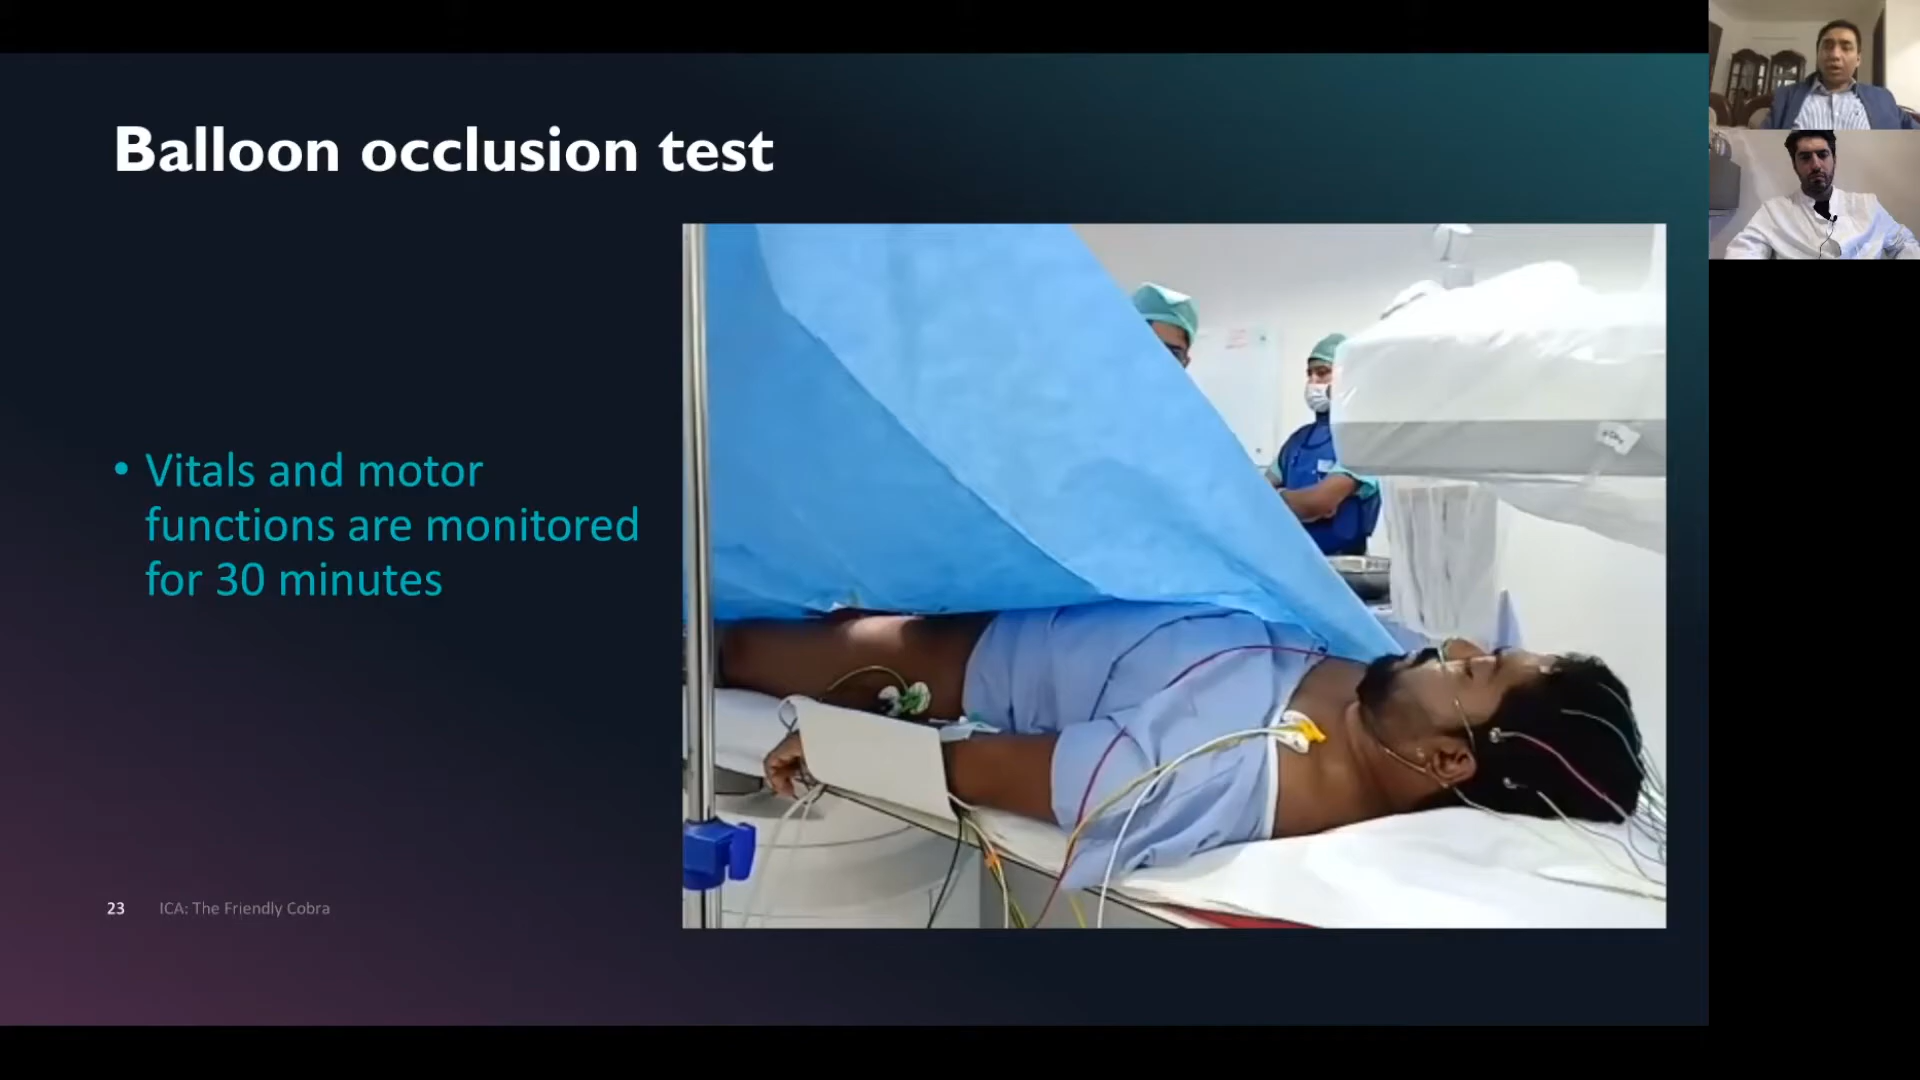 Balloon occlusion test
• Vitals and motor
functions are monitored
for 30 minutes
23 ICA: The Friendly Cobra